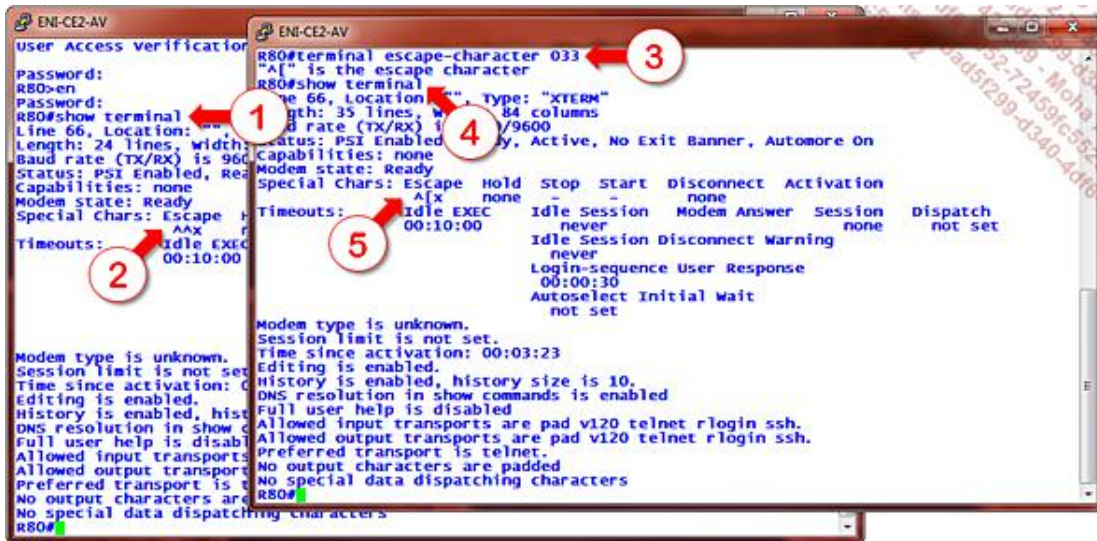 ENI-CE2-AV
User Access Verification
Password:
R80>en
Password:
R80#show terminal
Line 66, Location: "",
Length: 24 lines, Width:
Baud rate (TX/RX) is 960
Status: PSI Enabled, Rea
Capabilities: none
Modem state: Ready
Special Chars: Escape
^^x
Timeouts: Idle EXEC
00:10:00
Modem type is unknown.
Session limit is not set
Time since activation:
Editing is enabled.
History is enabled, hist
DNS resolution in show c
Full user help is disabl
Allowed input transports
Allowed output transport
Preferred transport is t
No output characters are
No special data dispatching characters
R80#
1
2
ENI-CE2-AV
R80#terminal escape-character 033
"^[" is the escape character
R80#show terminal
Line 66, Location "", Type: "XTERM"
Length: 35 lines, 84 columns
rate (TX/RX) /9600
Status: PSI Enabled, Active, No Exit Banner, Automore On
Capabilities: none
Modem state: Ready
Special Chars: Escape Hold Stop Start Disconnect Activation
^[x none - - none
Timeouts: Idle EXEC Idle Session Modem Answer Session Dispatch
00:10:00 never none not set
Idle Session Disconnect Warning
never
Login-sequence User Response
00:00:30
Autoselect Initial Wait
not set
Modem type is unknown.
Session limit is not set.
Time since activation: 00:03:23
Editing is enabled.
History is enabled, history size is 10.
DNS resolution in show commands is enabled
Full user help is disabled
Allowed input transports are pad v120 telnet rlogin ssh.
Allowed output transports are pad v120 telnet rlogin ssh.
Preferred transport is telnet.
No output characters are padded
No special data dispatching characters
R80#
3
4
5